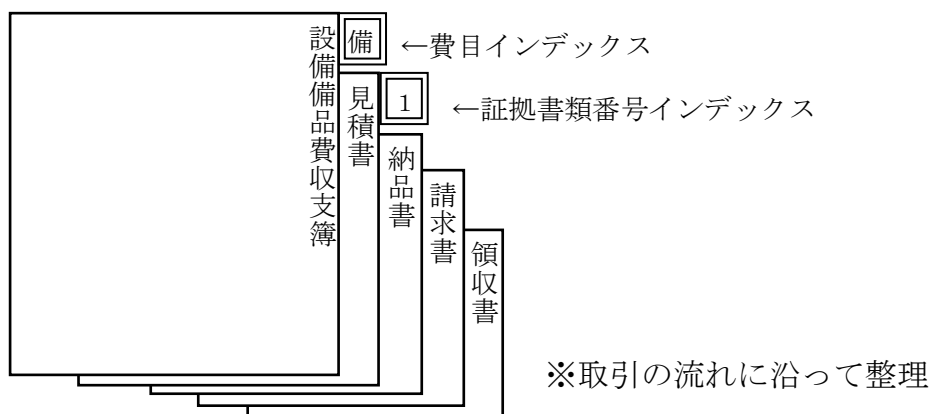 設備備品費収支簿
備
←費目インデックス
見積書
1
←証拠書類番号インデックス
納品書
請求書
領収書
※取引の流れに沿って整理